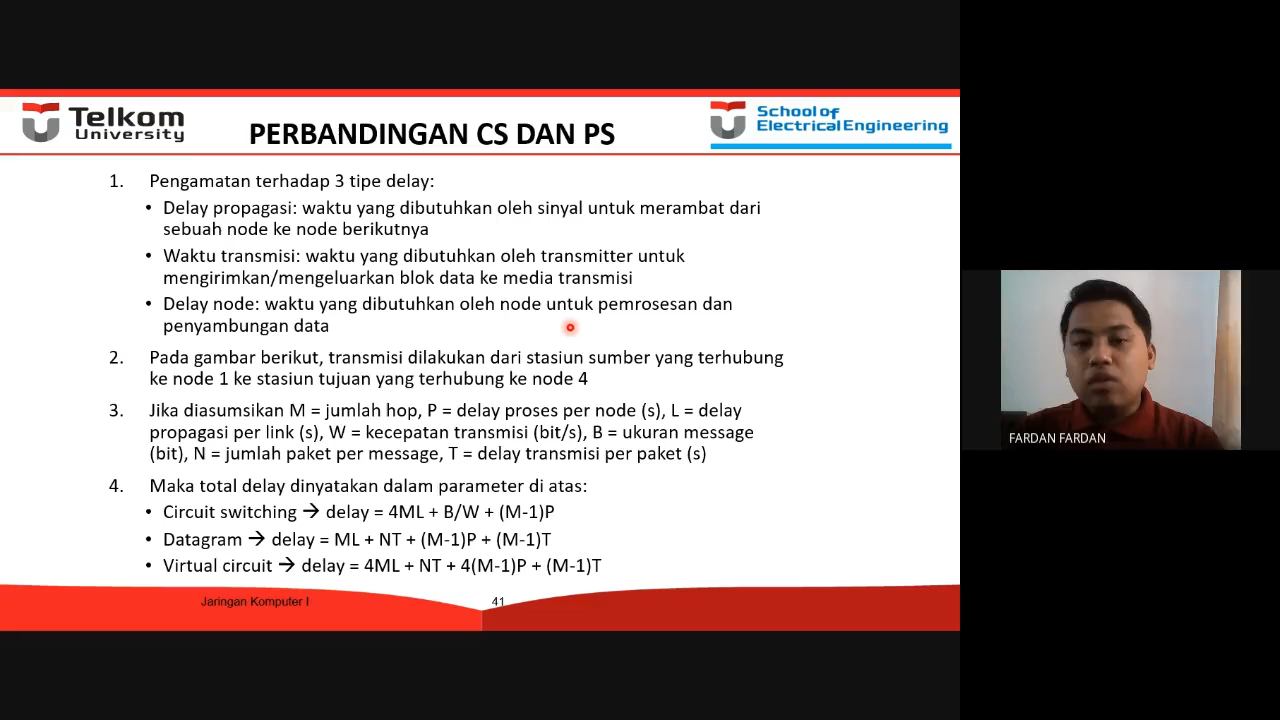 Telkom
University
PERBANDINGAN CS DAN PS
School of
Electrical Engineering
1. Pengamatan terhadap 3 tipe delay:
• Delay propagasi: waktu yang dibutuhkan oleh sinyal untuk merambat dari
sebuah node ke node berikutnya
• Waktu transmisi: waktu yang dibutuhkan oleh transmitter untuk
mengirimkan/mengeluarkan blok data ke media transmisi
• Delay node: waktu yang dibutuhkan oleh node untuk pemrosesan dan
penyambungan data
2. Pada gambar berikut, transmisi dilakukan dari stasiun sumber yang terhubung
ke node 1 ke stasiun tujuan yang terhubung ke node 4
3. Jika diasumsikan M = jumlah hop, P = delay proses per node (s), L = delay
propagasi per link (s), W = kecepatan transmisi (bit/s), B = ukuran message
(bit), N = jumlah paket per message, T = delay transmisi per paket (s)
4. Maka total delay dinyatakan dalam parameter di atas:
• Circuit switching → delay = 4ML + B/W + (M-1)P
• Datagram → delay = ML + NT + (M-1)P + (M-1)T
• Virtual circuit → delay = 4ML + NT + 4(M-1)P + (M-1)T
Jaringan Komputer I
41
FARDAN FARDAN